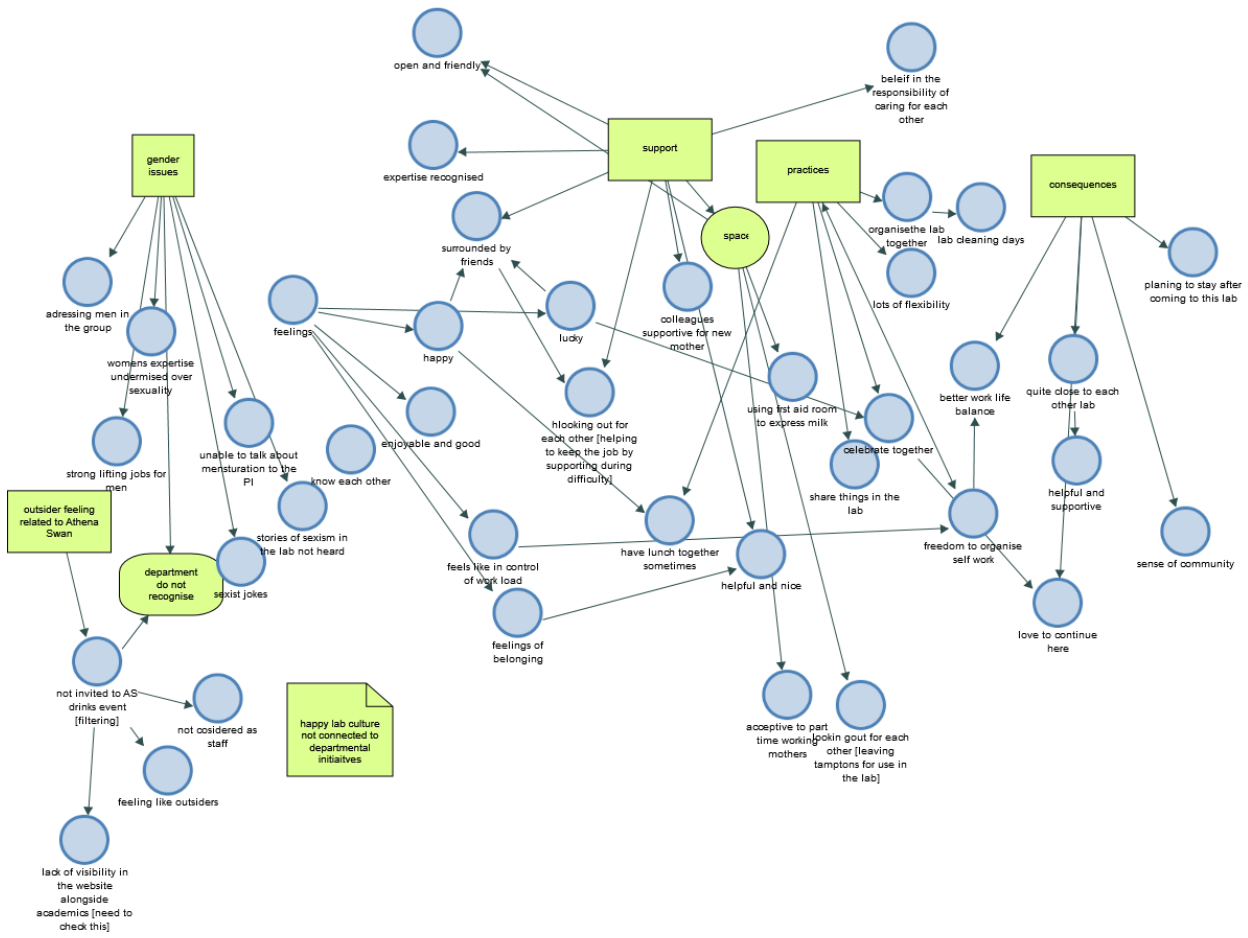 open and friendly
beleif in the
responsibility of
caring for each
other
gender
issues
support
expertise recognised
practices
consequences
surrounded by
friends
space
organisethe lab
together
lab cleaning days
planing to stay after
coming to this lab
adressing men in
the group
feelings
happy
lucky
colleagues
supportive for new
mother
lots of flexibility
womens expertise
undermised over
sexuality
better work life
balance
quite close to each
other lab
using first aid room
to express milk
hlooking out for
each other [helping
to keep the job by
supporting during
difficulty]
enjoyable and good
unable to talk about
mensturation to the
PI
know each other
celebrate together
strong lifting jobs for
men
share things in the
lab
helpful and
supportive
outsider feeling
related to Athena
Swan
stories of sexism in
the lab not heard
have lunch together
sometimes
freedom to organise
self work
sense of community
feels like in control
of work load
helpful and nice
department
do not
recognise
sexist jokes
feelings of
belonging
love to continue
here
not invited to AS
drinks event
[filtering]
not cosidered as
staff
happy lab culture
not connected to
departmental
initiaitves
acceptive to part
time working
mothers
lookin gout for each
other [leaving
tamptons for use in
the lab]
feeling like outsiders
lack of visibility in
the website
alongside
academics [need to
check this]